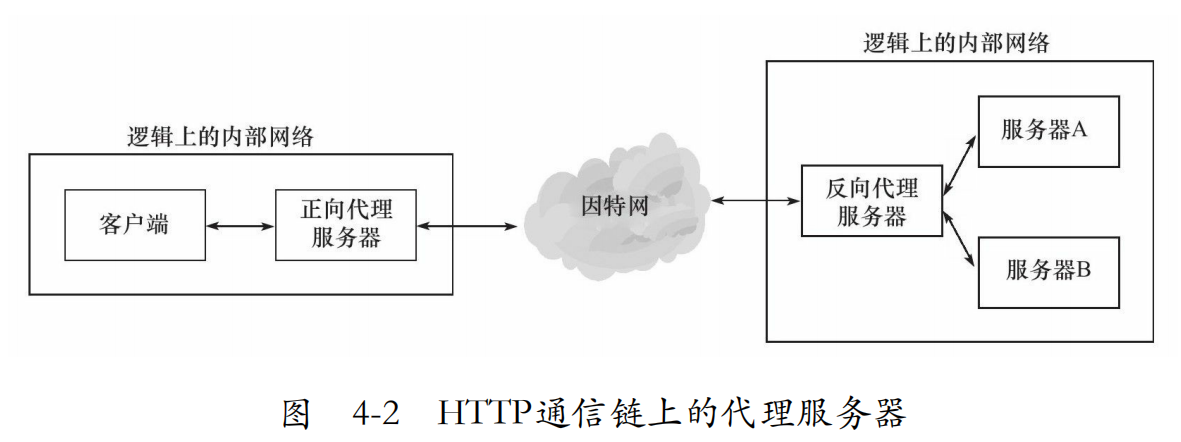 逻辑上的内部网络
客户端
正向代理
服务器
因特网
逻辑上的内部网络
反向代理
服务器
服务器A
服务器B
图 4-2 HTTP通信链上的代理服务器